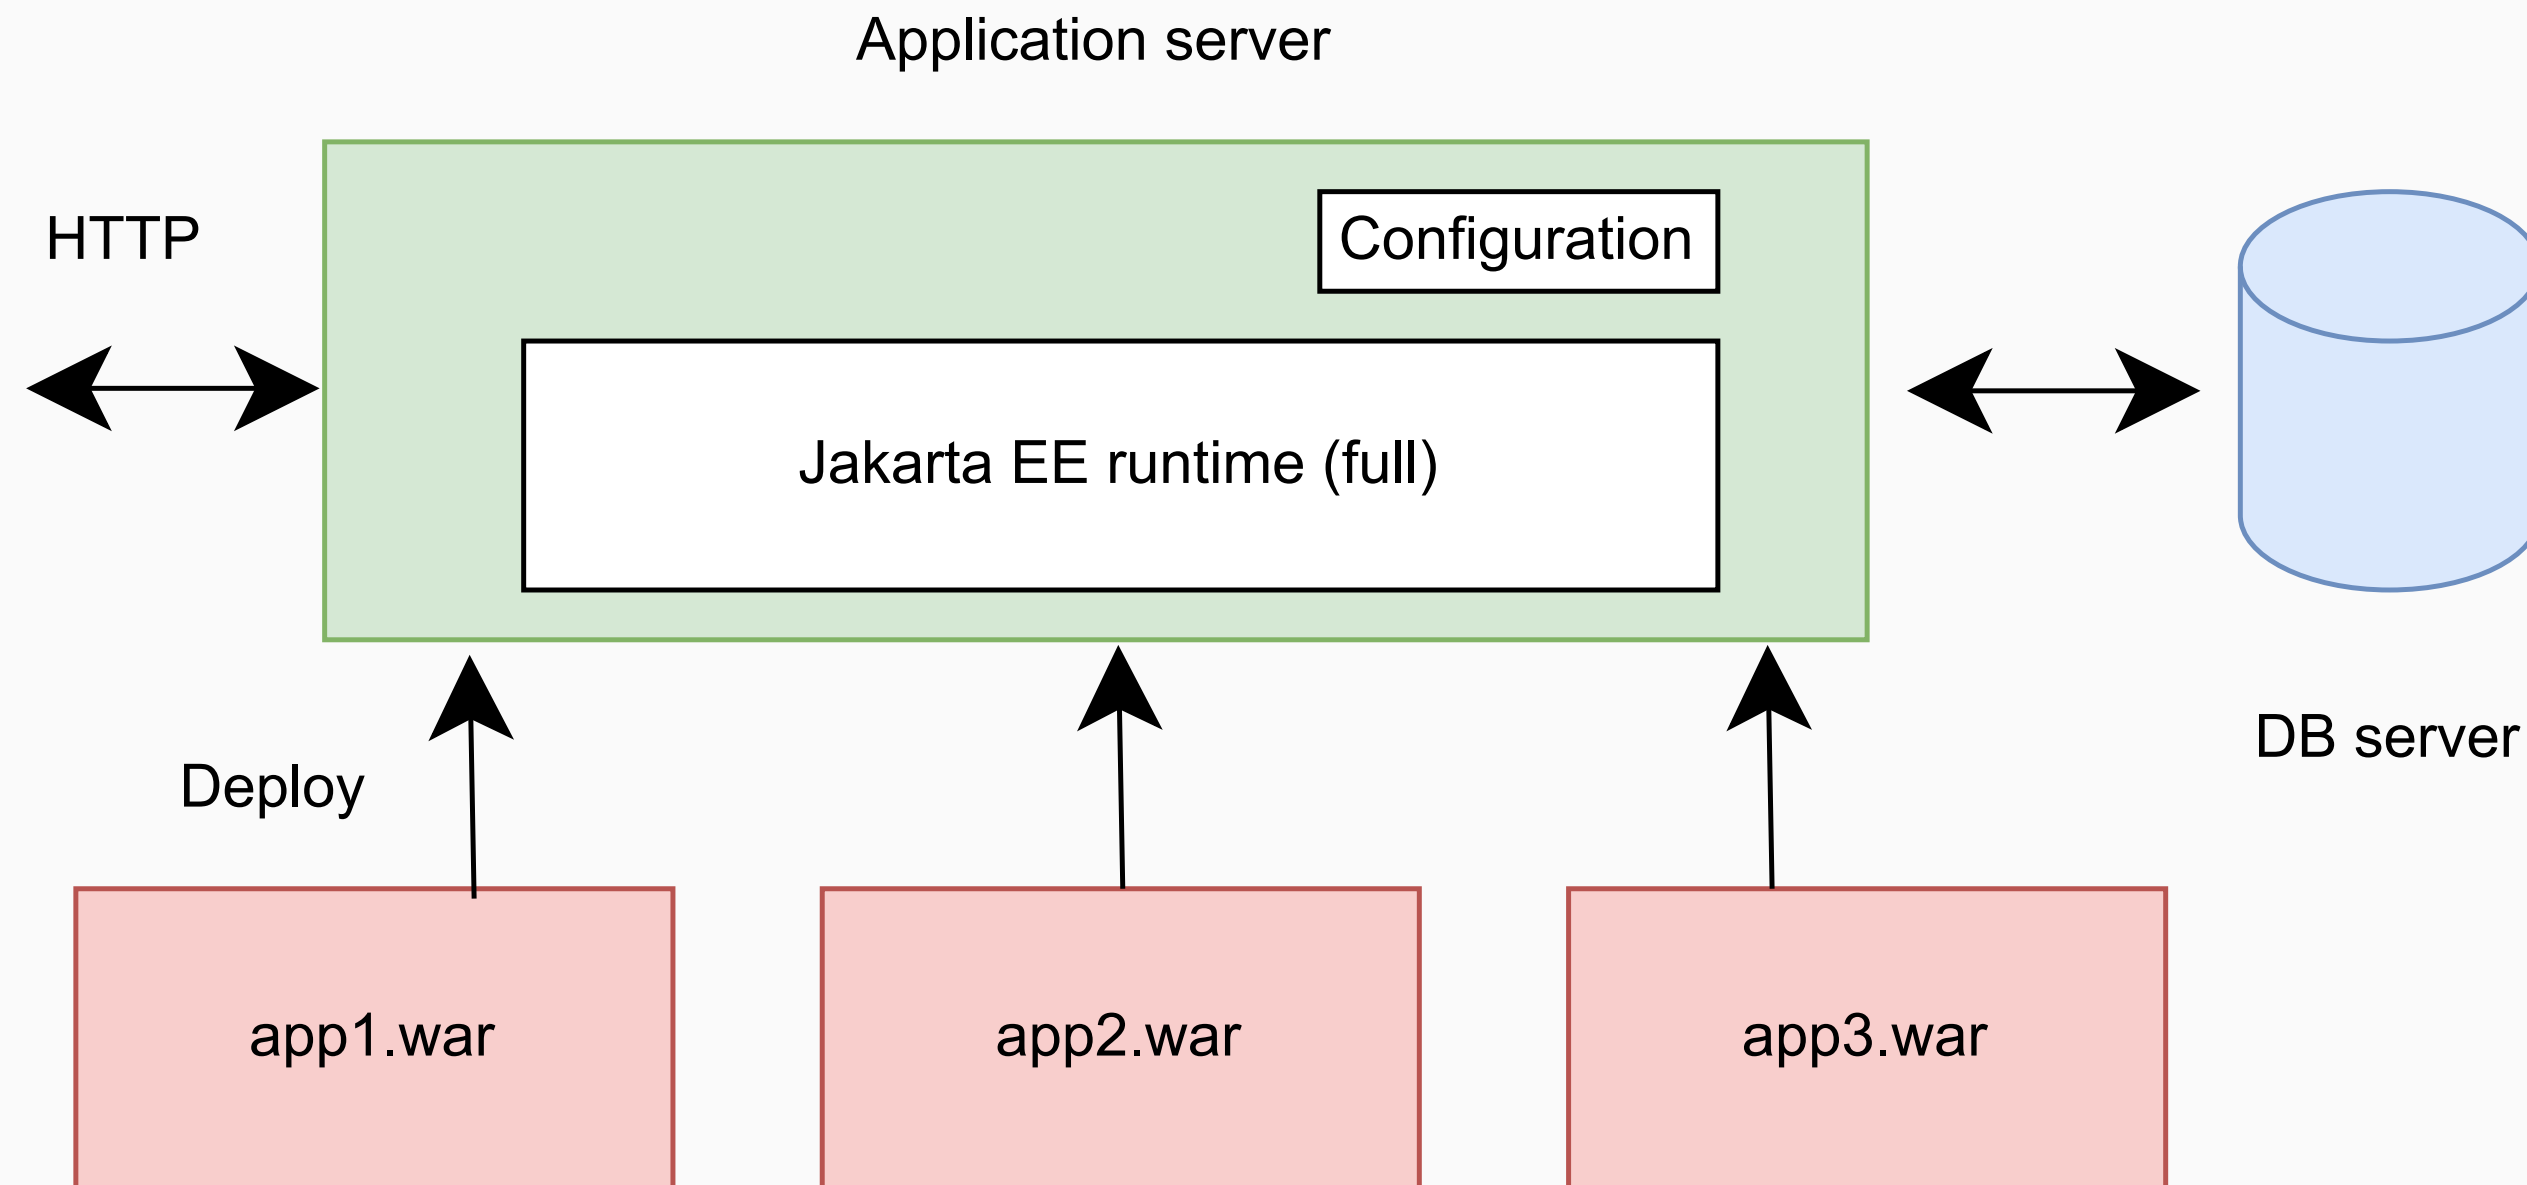 Application server
HTTP
Configuration
Jakarta EE runtime (full)
DB server
Deploy
app1.war
app2.war
app3.war